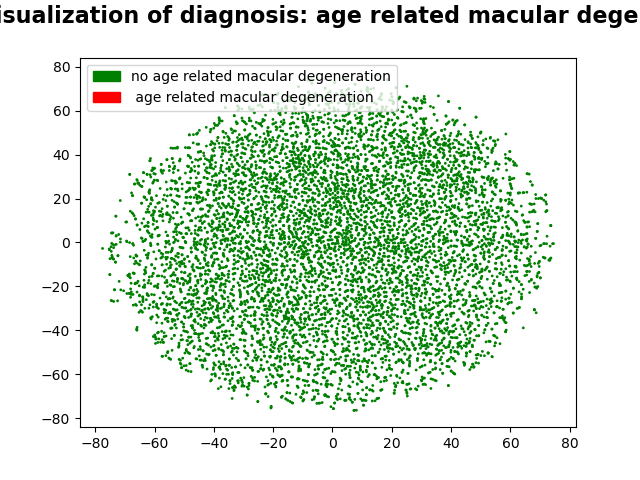 isualization of diagnosis: age related macular dege
no age related macular degeneration
age related macular degeneration
80
60
40
20
0
−20
−40
−60
−80
−80 −60 −40 −20 0 20 40 60 80